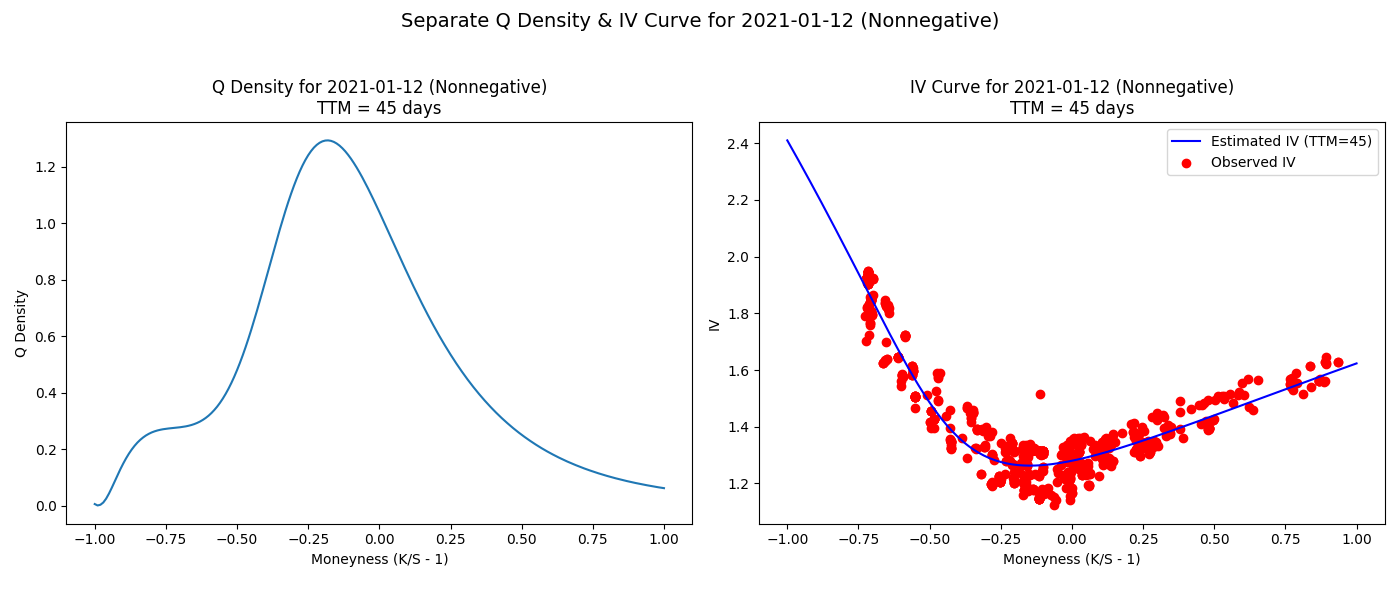 Separate Q Density & IV Curve for 2021-01-12 (Nonnegative)
Q Density for 2021-01-12 (Nonnegative)
TTM = 45 days
Q Density
1.2
1.0
0.8
0.6
0.4
0.2
0.0
−1.00 −0.75 −0.50 −0.25 0.00 0.25 0.50 0.75 1.00
Moneyness (K/S - 1)
IV Curve for 2021-01-12 (Nonnegative)
TTM = 45 days
Estimated IV (TTM=45)
Observed IV
IV
2.4
2.2
2.0
1.8
1.6
1.4
1.2
−1.00 −0.75 −0.50 −0.25 0.00 0.25 0.50 0.75 1.00
Moneyness (K/S - 1)